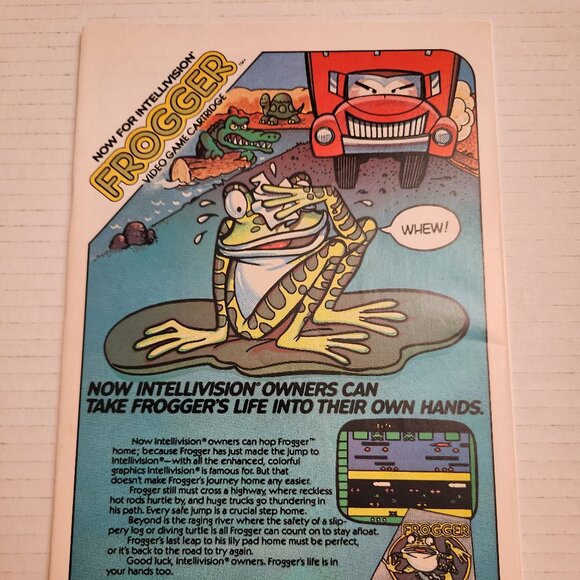 NOW FOR INTELLIVISION®
FROGGER™
VIDEO GAME CARTRIDGE
WHEW!
NOW INTELLIVISION® OWNERS CAN
TAKE FROGGER'S LIFE INTO THEIR OWN HANDS.
Now Intellivision® owners can hop Frogger™
home; because Frogger has just made the jump to
Intellivision®—with all the enhanced, colorful
graphics Intellivision® is famous for. But that
doesn't make Frogger's journey home any easier.
Frogger still must cross a highway, where reckless
hot rods hurtle by, and huge trucks go thundering in
his path. Every safe jump is a crucial step home.
Beyond is the raging river where the safety of a slip-
pery log or diving turtle is all Frogger can count on to stay afloat.
Frogger's last leap to his lily pad home must be perfect,
or it's back to the road to try again.
Good luck, Intellivision® owners. Frogger's life is in
your hands too.
FROGGER